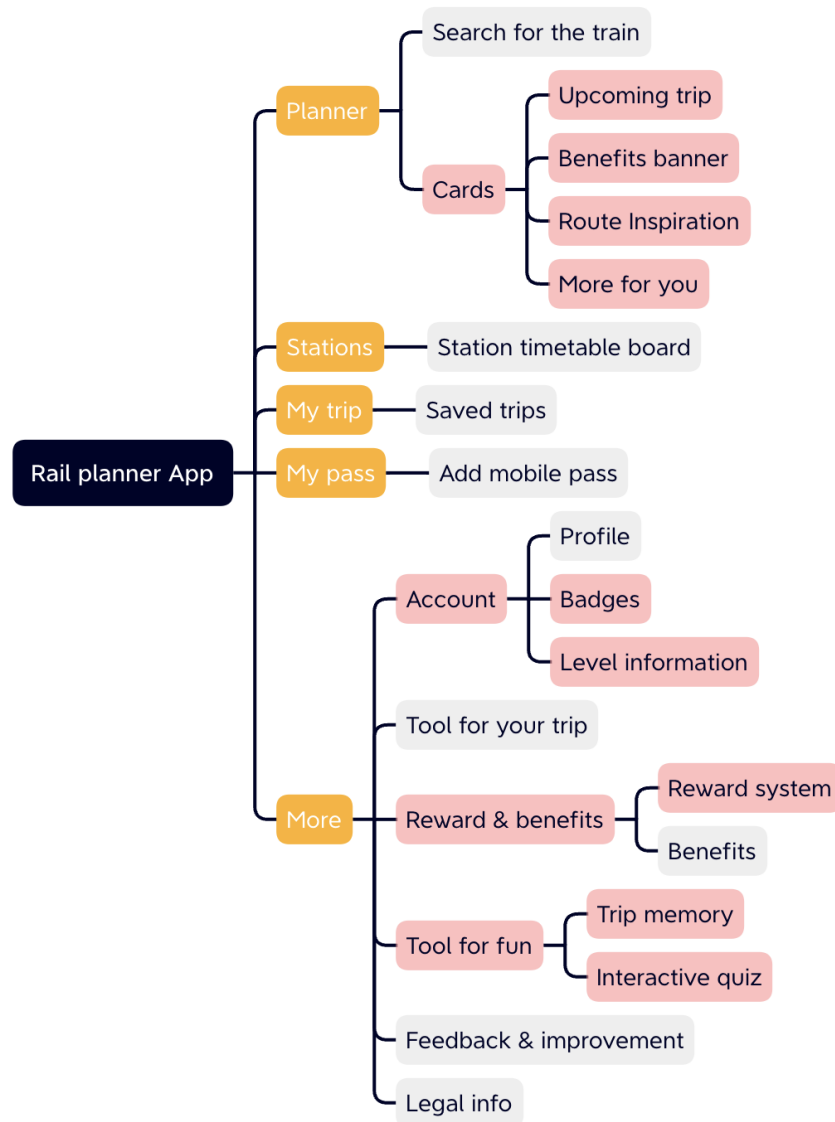 Search for the train
Planner
Upcoming trip
Benefits banner
Cards
Route Inspiration
More for you
Stations
Station timetable board
My trip
Saved trips
Rail planner App
My pass
Add mobile pass
Profile
Account
Badges
Level information
Tool for your trip
Reward system
More
Reward & benefits
Benefits
Trip memory
Tool for fun
Interactive quiz
Feedback & improvement
Legal info